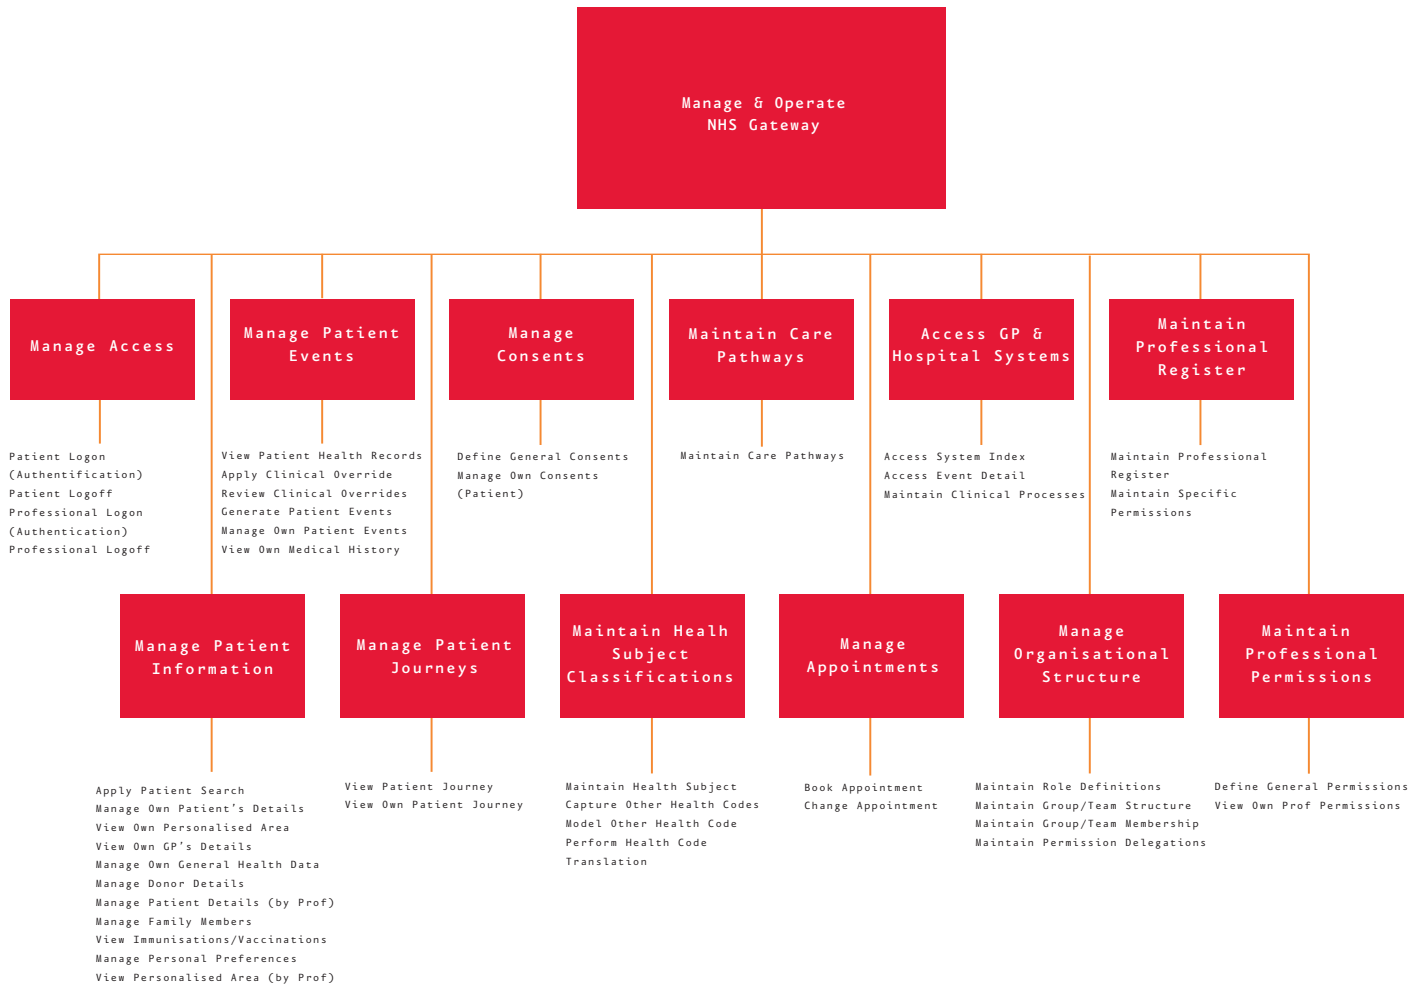 Manage & Operate
NHS Gateway
Manage Access
Manage Patient
Events
Manage
Consents
Maintain Care
Pathways
Access GP &
Hospital Systems
Maintain
Professional
Register
Patient Logon
(Authentification)
Patient Logoff
Professional Logon
(Authentication)
Professional Logoff
View Patient Health Records
Apply Clinical Override
Review Clinical Overrides
Generate Patient Events
Manage Own Patient Events
View Own Medical History
Define General Consents
Manage Own Consents
(Patient)
Maintain Care Pathways
Access System Index
Access Event Detail
Maintain Clinical Processes
Maintain Professional
Register
Maintain Specific
Permissions
Manage Patient
Information
Manage Patient
Journeys
Maintain Healh
Subject
Classifications
Manage
Appointments
Manage
Organisational
Structure
Maintain
Professional
Permissions
Apply Patient Search
Manage Own Patient's Details
View Own Personalised Area
View Own GP's Details
Manage Own General Health Data
Manage Donor Details
Manage Patient Details (by Prof)
Manage Family Members
View Immunisations/Vaccinations
Manage Personal Preferences
View Personalised Area (by Prof)
View Patient Journey
View Own Patient Journey
Maintain Health Subject
Capture Other Health Codes
Model Other Health Code
Perform Health Code
Translation
Book Appointment
Change Appointment
Maintain Role Definitions
Maintain Group/Team Structure
Maintain Group/Team Membership
Maintain Permission Delegations
Define General Permissions
View Own Prof Permissions